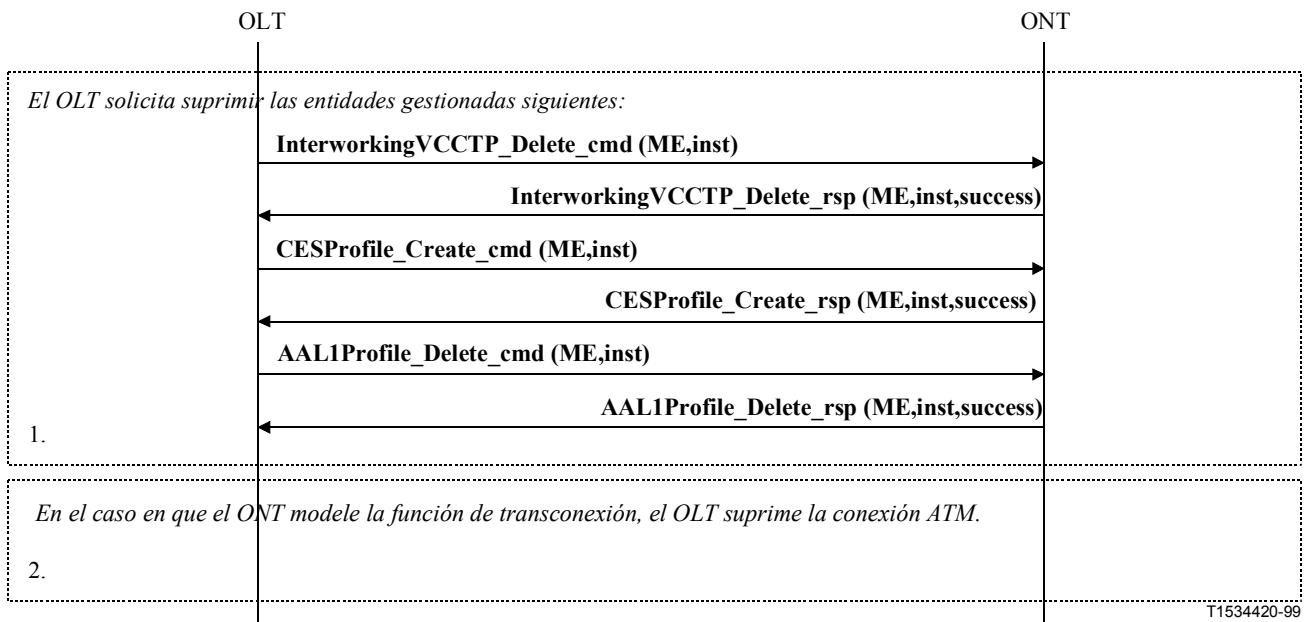 OLT
ONT
El OLT solicita suprimir las entidades gestionadas siguientes:
InterworkingVCCTP_Delete_cmd (ME,inst)
InterworkingVCCTP_Delete_rsp (ME,inst,success)
CESProfile_Create_cmd (ME,inst)
CESProfile_Create_rsp (ME,inst,success)
AAL1Profile_Delete_cmd (ME,inst)
AAL1Profile_Delete_rsp (ME,inst,success)
1.
En el caso en que el ONT modele la función de transconexión, el OLT suprime la conexión ATM.
2.
T1534420-99